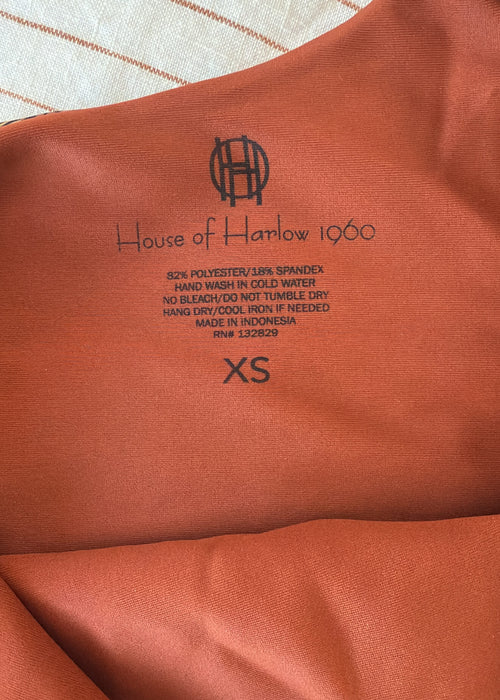 House of Harlow 1960
82% POLYESTER/18% SPANDEX
HAND WASH IN COLD WATER
NO BLEACH/DO NOT TUMBLE DRY
HANG DRY/COOL IRON IF NEEDED
MADE IN INDONESIA
RN# 132829
XS